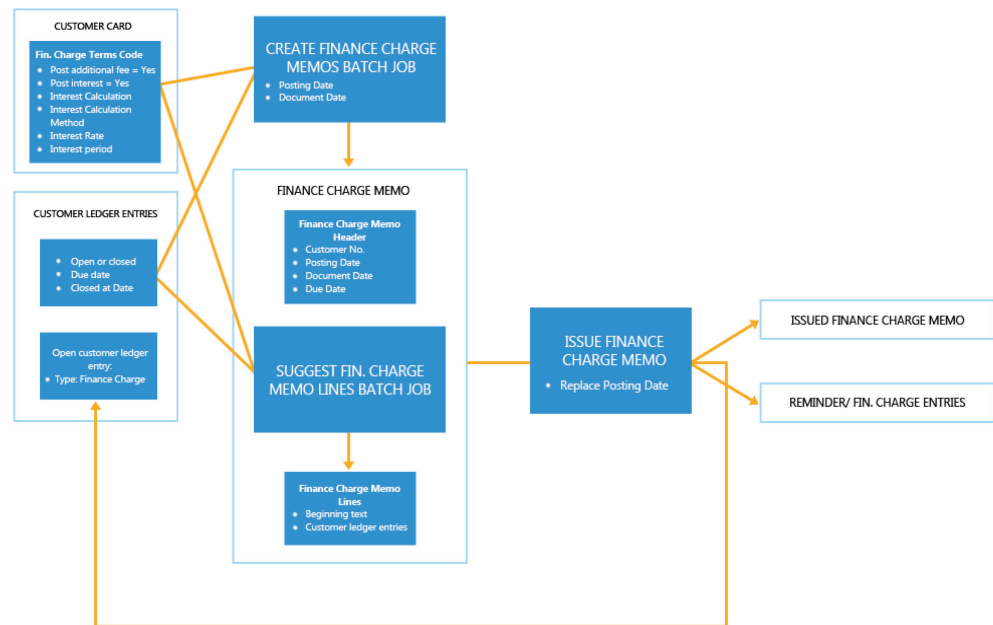 CUSTOMER CARD
Fin. Charge Terms Code
Post additional fee = Yes
Post interest = Yes
Interest Calculation
Interest Calculation
Method
Interest Rate
Interest period
CUSTOMER LEDGER ENTRIES
Open or closed
Due date
Closed at Date
Open customer ledger
entry:
Type: Finance Charge
CREATE FINANCE CHARGE
MEMOS BATCH JOB
Posting Date
Document Date
FINANCE CHARGE MEMO
Finance Charge Memo
Header
Customer No.
Posting Date
Document Date
Due Date
SUGGEST FIN. CHARGE
MEMO LINES BATCH JOB
Finance Charge Memo
Lines
Beginning text
Customer ledger entries
ISSUE FINANCE
CHARGE MEMO
Replace Posting Date
ISSUED FINANCE CHARGE MEMO
REMINDER/ FIN. CHARGE ENTRIES